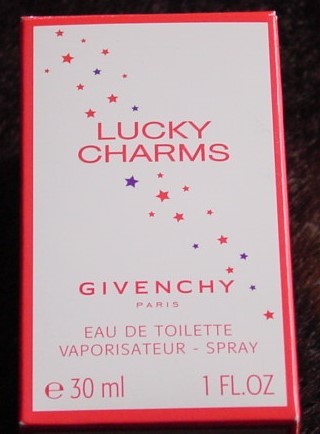 LUCKY
CHARMS
GIVENCHY
PARIS
EAU DE TOILETTE
VAPORISATEUR - SPRAY
℮ 30 ml 1 FL.OZ